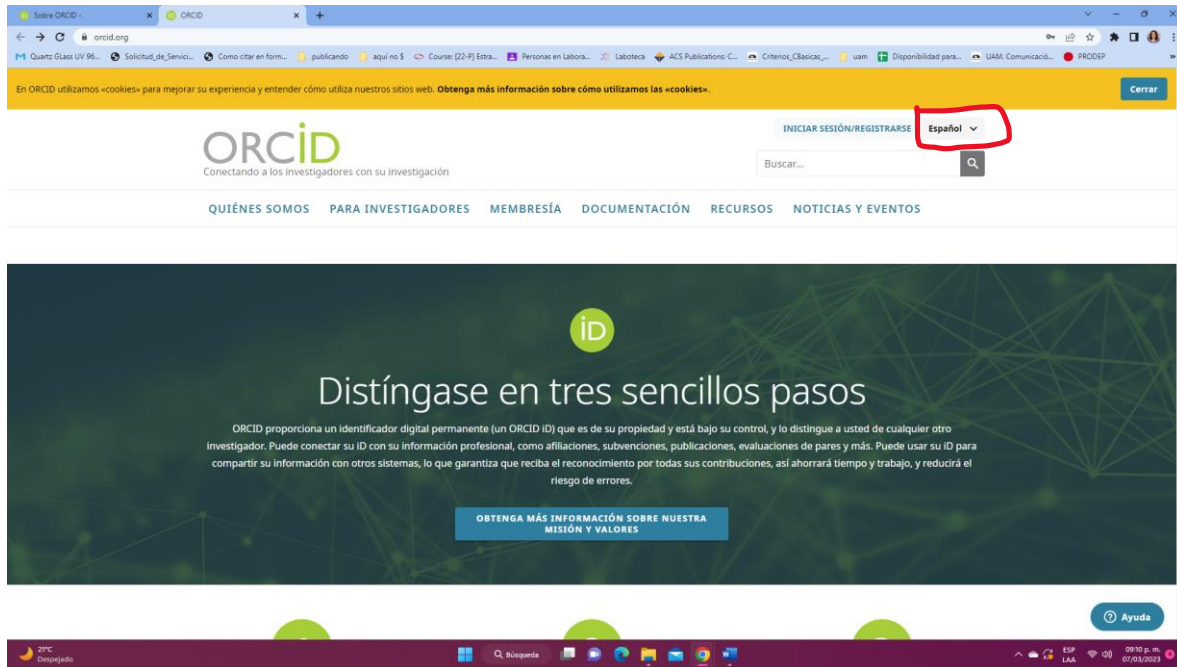 Sobre ORCID -
ORCID
orcid.org
Quartz GLass UV 96...
Solicitud_de_Servici...
Como citar en form...
publicando
aquí no $
Course: [22-P] Estra...
Personas en Labora...
Laboteca
ACS Publications: C...
Criterios_CBasicas_...
uam
Disponibilidad para...
UAM. Comunicació...
PRODEP
»
En ORCID utilizamos «cookies» para mejorar su experiencia y entender cómo utiliza nuestros sitios web. Obtenga más información sobre cómo utilizamos las «cookies».
Cerrar
INICIAR SESIÓN/REGISTRARSE
Español
ORCiD
Conectando a los investigadores con su investigación
Buscar...
QUIÉNES SOMOS PARA INVESTIGADORES MEMBRESÍA DOCUMENTACIÓN RECURSOS NOTICIAS Y EVENTOS
iD
Distíngase en tres sencillos pasos
ORCID proporciona un identificador digital permanente (un ORCID iD) que es de su propiedad y está bajo su control, y lo distingue a usted de cualquier otro
investigador. Puede conectar su iD con su información profesional, como afiliaciones, subvenciones, publicaciones, evaluaciones de pares y más. Puede usar su iD para
compartir su información con otros sistemas, lo que garantiza que reciba el reconocimiento por todas sus contribuciones, así ahorrará tiempo y trabajo, y reducirá el
riesgo de errores.
OBTENGA MÁS INFORMACIÓN SOBRE NUESTRA
MISIÓN Y VALORES
Ayuda
21°C
Despejado
Búsqueda
ESP
LAA
09:10 p. m.
07/03/2023